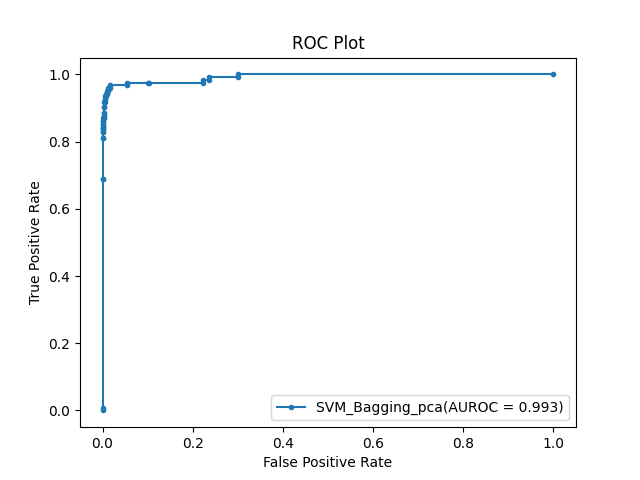 ROC Plot
1.0
0.8
0.6
0.4
0.2
0.0
True Positive Rate
SVM_Bagging_pca(AUROC = 0.993)
0.0 0.2 0.4 0.6 0.8 1.0
False Positive Rate